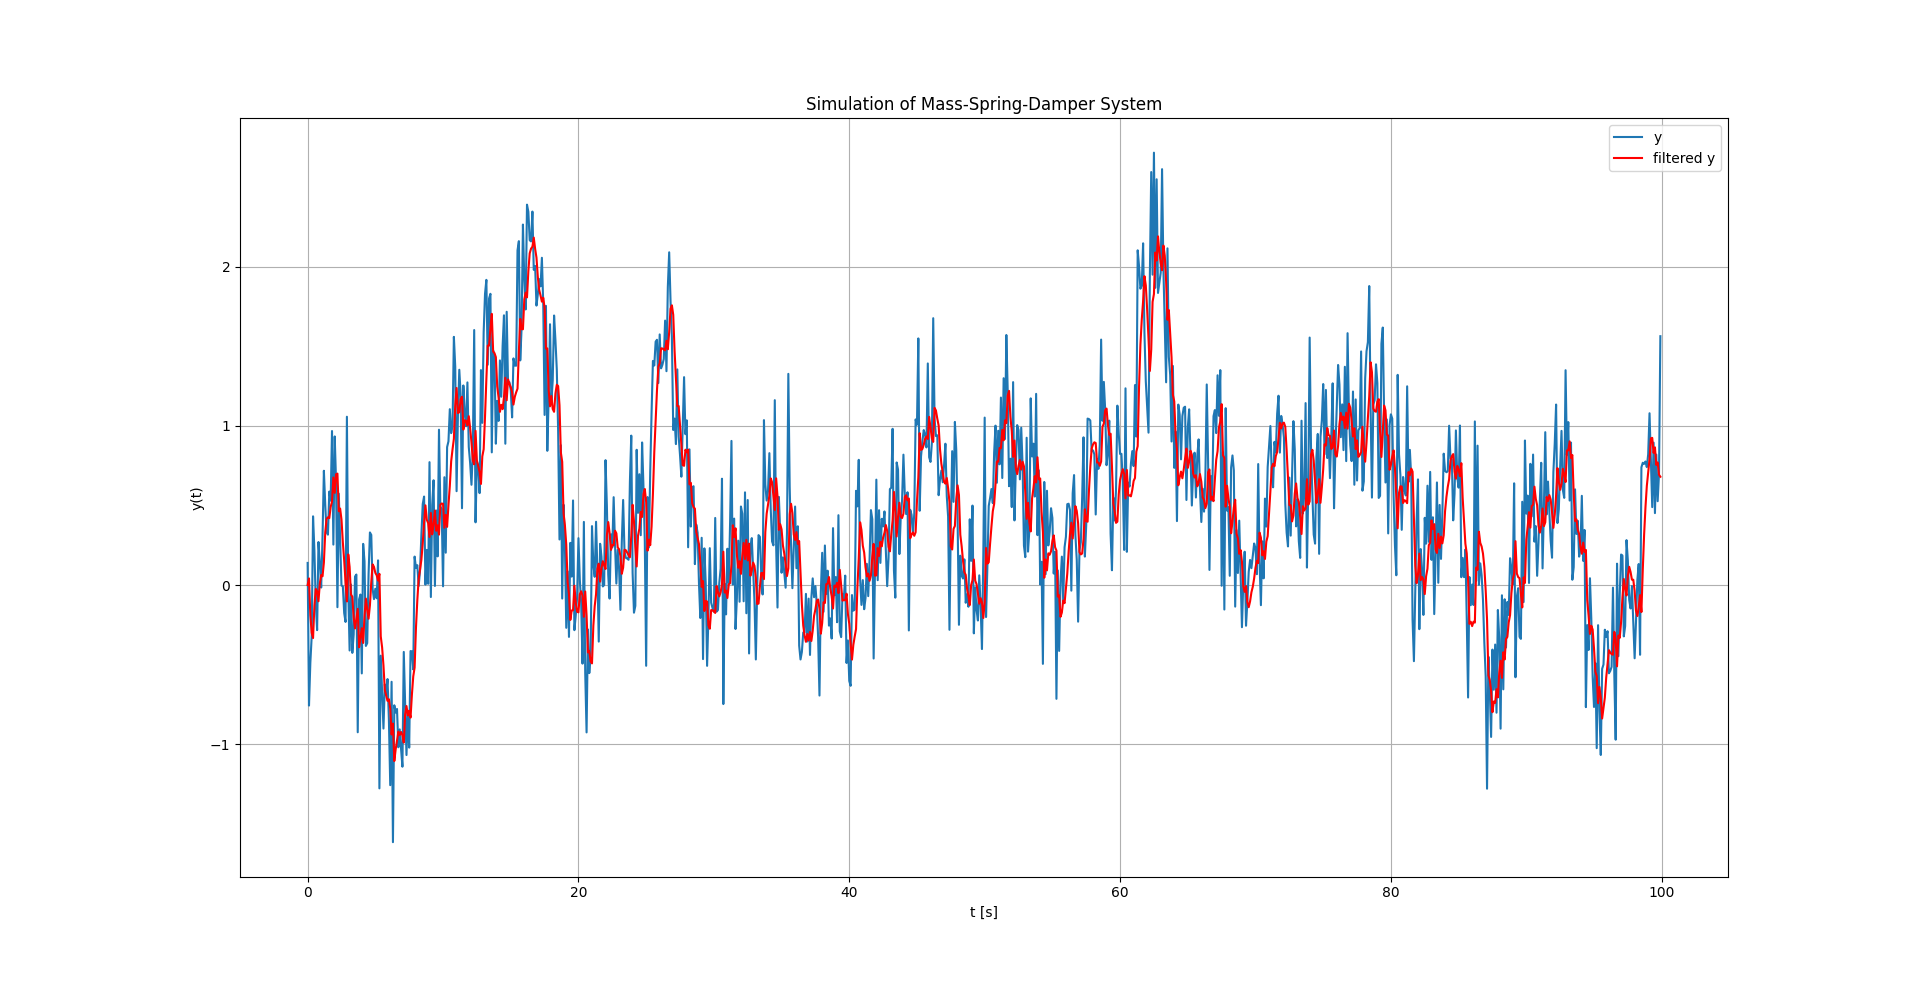 Simulation of Mass-Spring-Damper System
y
filtered y
y(t)
2
1
0
−1
0
20
40
60
80
100
t [s]